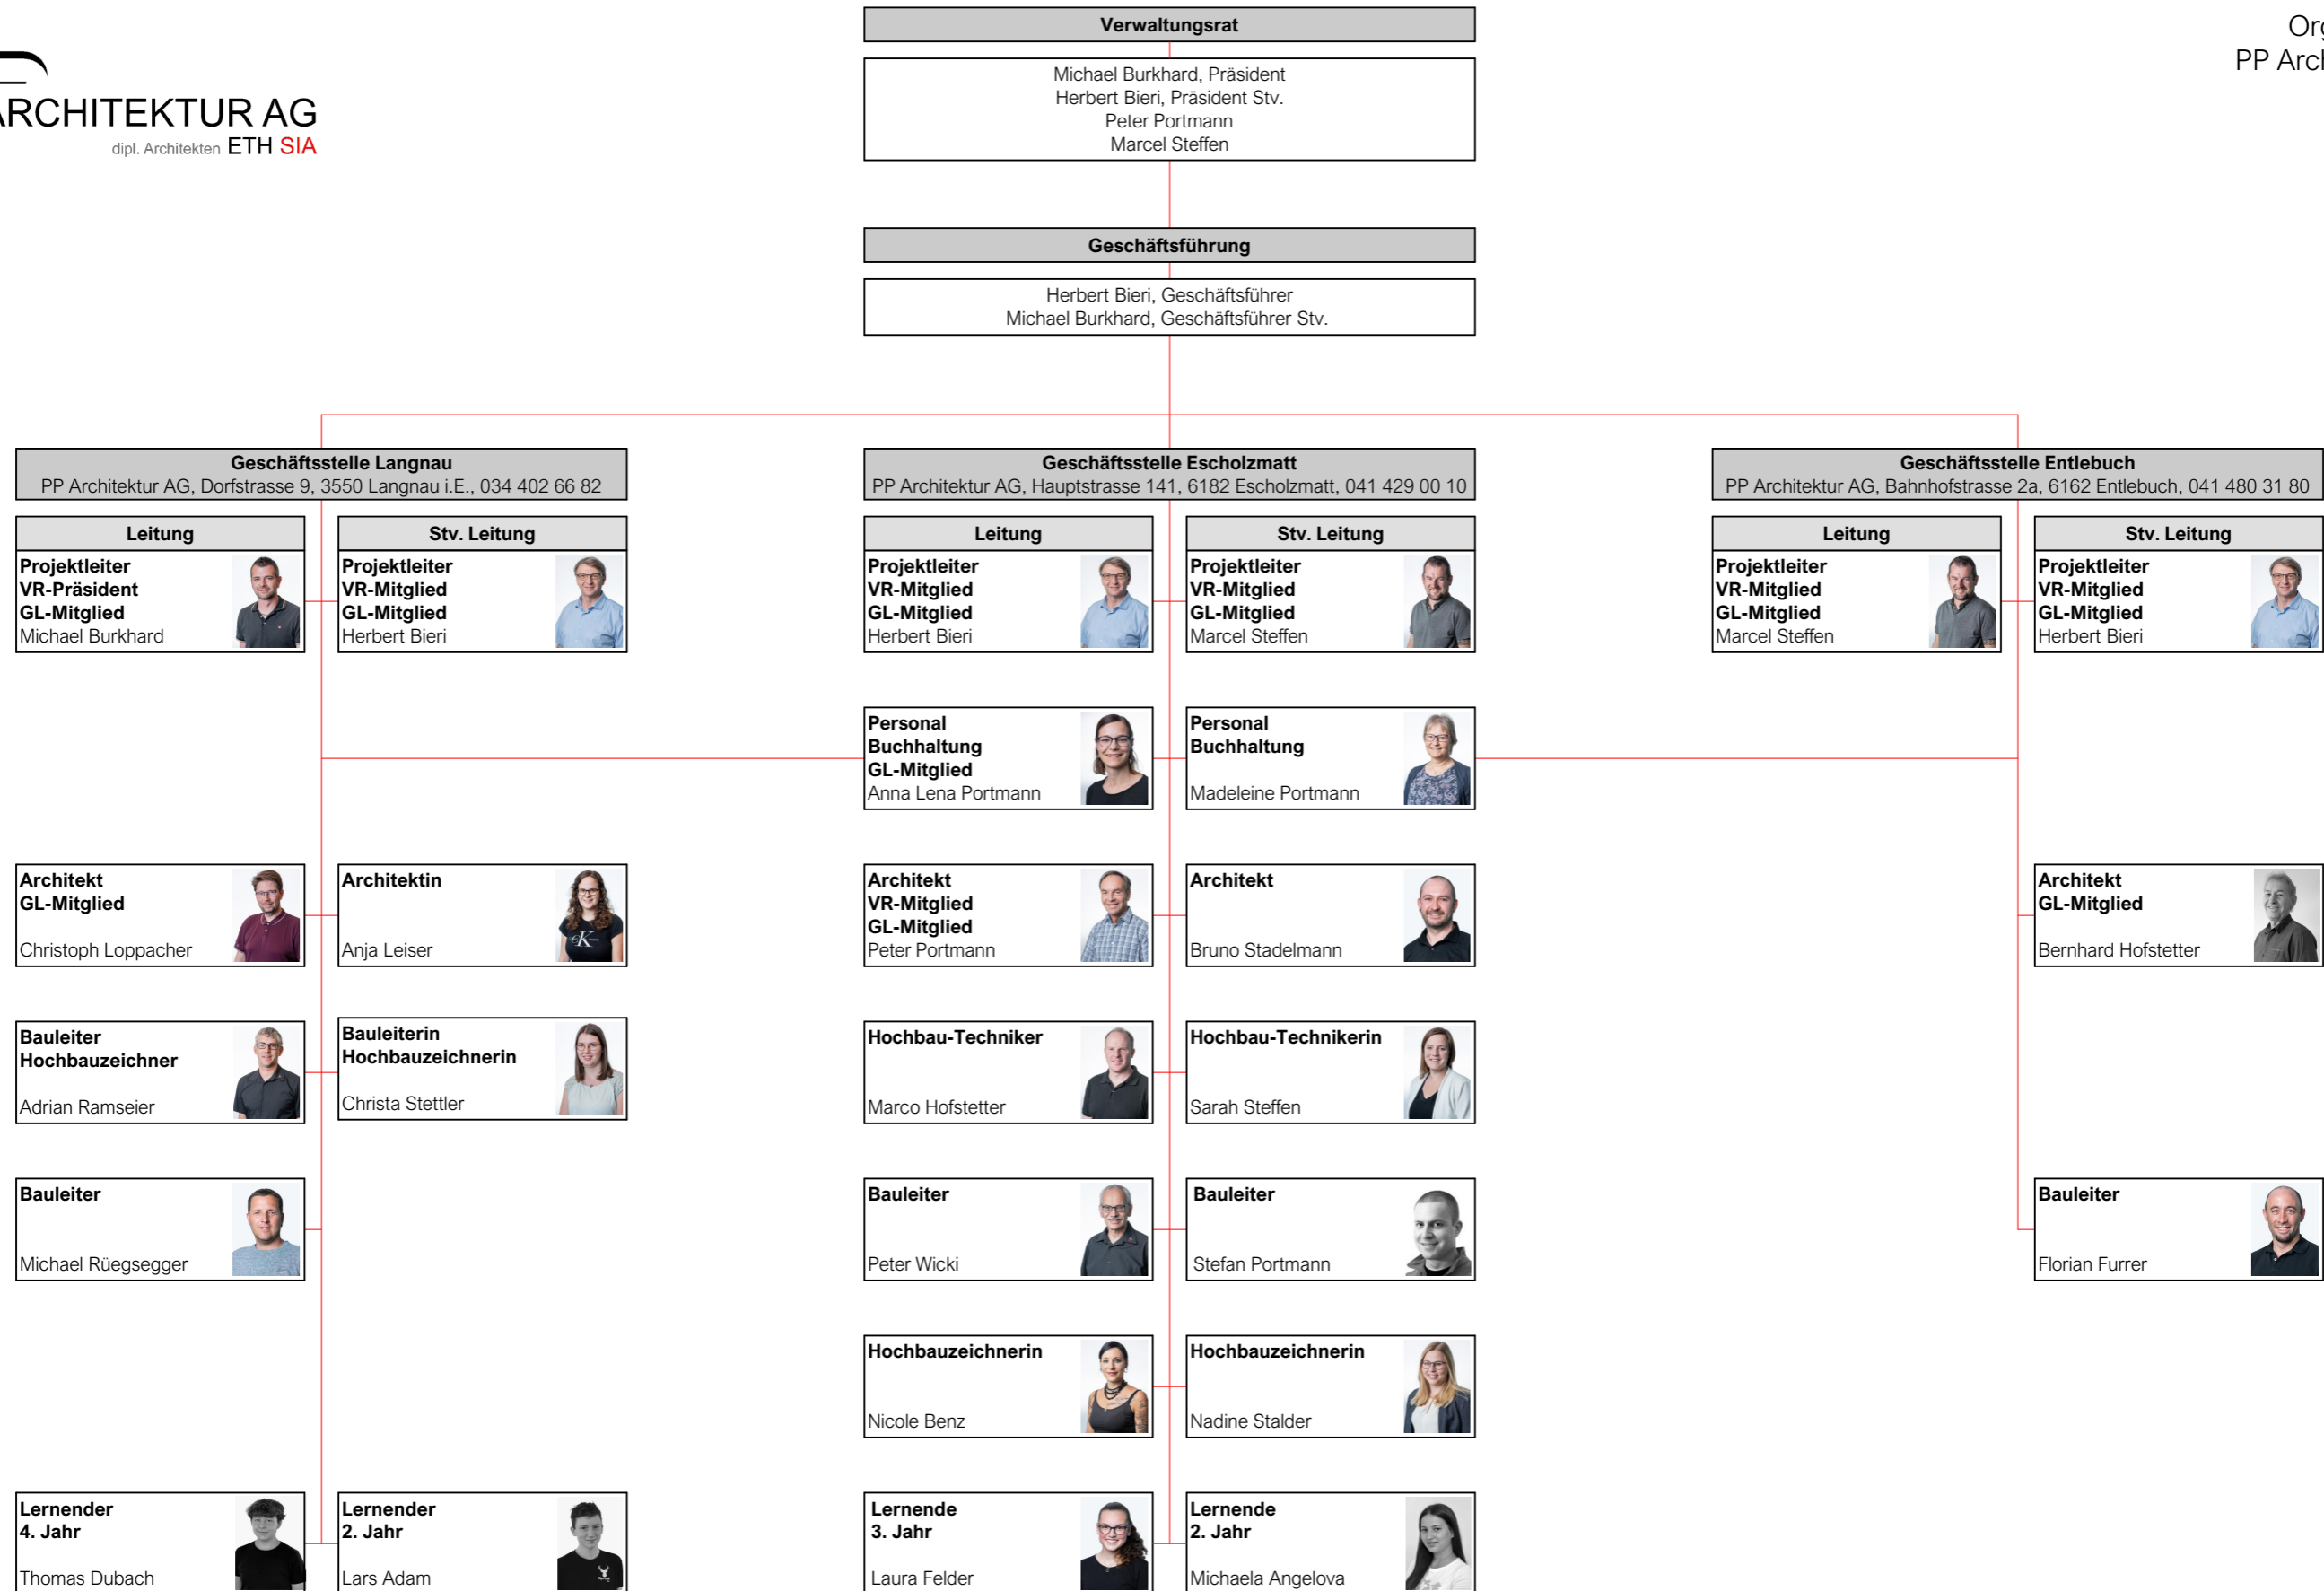 ARCHITEKTUR AG
dipl. Architekten ETH SIA
Verwaltungsrat
Michael Burkhard, Präsident
Herbert Bieri, Präsident Stv.
Peter Portmann
Marcel Steffen
PP
Geschäftsführung
Herbert Bieri, Geschäftsführer
Michael Burkhard, Geschäftsführer Stv.
Geschäftsstelle Langnau
PP Architektur AG, Dorfstrasse 9, 3550 Langnau i.E., 034 402 66 82
Leitung
Projektleiter
VR-Präsident
GL-Mitglied
Michael Burkhard
Stv. Leitung
Projektleiter
VR-Mitglied
GL-Mitglied
Herbert Bieri
Architekt
GL-Mitglied
Christoph Loppacher
Architektin
Anja Leiser
Bauleiter
Hochbauzeichner
Adrian Ramseier
Bauleiterin
Hochbauzeichnerin
Christa Stettler
Bauleiter
Michael Rüegsegger
Lernender
4. Jahr
Thomas Dubach
Lernender
2. Jahr
Lars Adam
Geschäftsstelle Escholzmatt
PP Architektur AG, Hauptstrasse 141, 6182 Escholzmatt, 041 429 00 10
Leitung
Projektleiter
VR-Mitglied
GL-Mitglied
Herbert Bieri
Stv. Leitung
Projektleiter
VR-Mitglied
GL-Mitglied
Marcel Steffen
Personal
Buchhaltung
GL-Mitglied
Anna Lena Portmann
Personal
Buchhaltung
Madeleine Portmann
Architekt
VR-Mitglied
GL-Mitglied
Peter Portmann
Architekt
Bruno Stadelmann
Hochbau-Techniker
Marco Hofstetter
Hochbau-Technikerin
Sarah Steffen
Bauleiter
Peter Wicki
Bauleiter
Stefan Portmann
Hochbauzeichnerin
Nicole Benz
Hochbauzeichnerin
Nadine Stalder
Lernende
3. Jahr
Laura Felder
Lernende
2. Jahr
Michaela Angelova
Geschäftsstelle Entlebuch
PP Architektur AG, Bahnhofstrasse 2a, 6162 Entlebuch, 041 480 31 80
Leitung
Projektleiter
VR-Mitglied
GL-Mitglied
Marcel Steffen
Stv. Leitung
Projektleiter
VR-Mitglied
GL-Mitglied
Herbert Bieri
Architekt
GL-Mitglied
Bernhard Hofstetter
Bauleiter
Florian Furrer